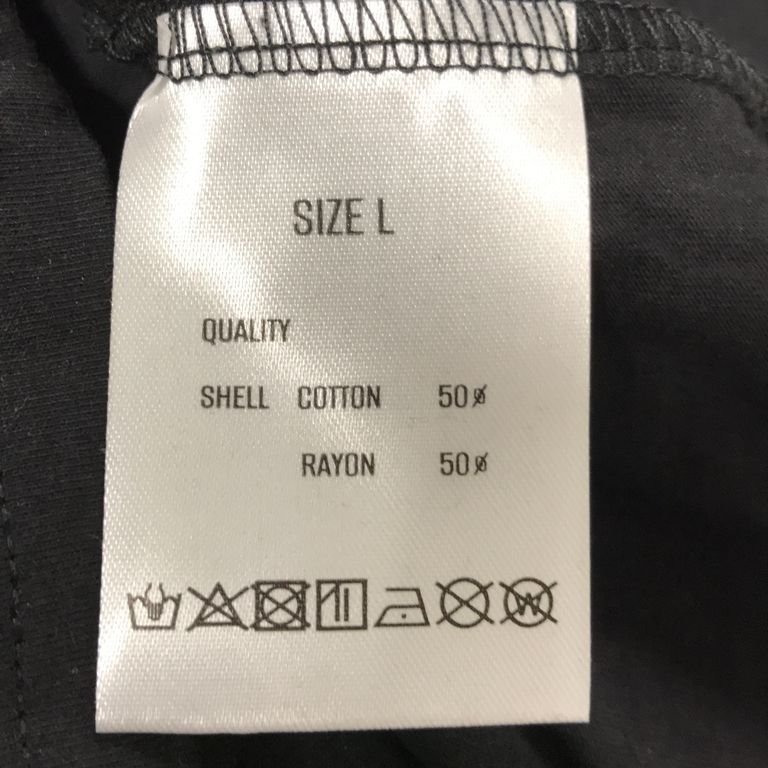 SIZE L
QUALITY
SHELL COTTON 50%
RAYON 50%
W